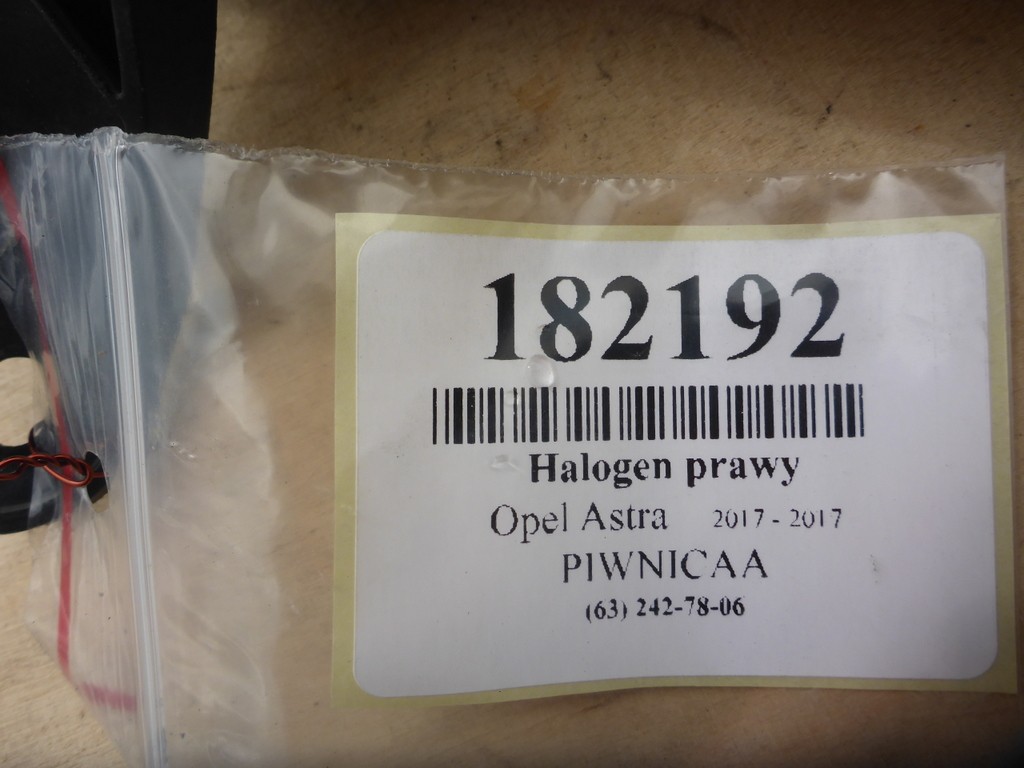 182192
Halogen prawy
Opel Astra 2017 - 2017
PIWNICAA
(63) 242-78-06